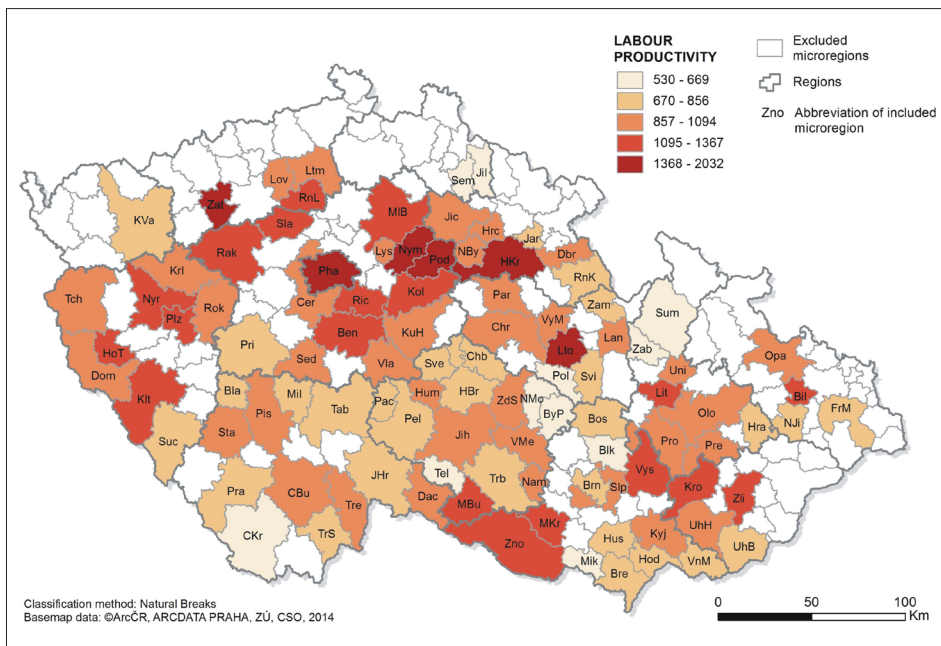 LABOUR
PRODUCTIVITY
530 - 669
670 - 856
857 - 1094
1095 - 1367
1368 - 2032
Excluded
microregions
Regions
Zno Abbreviation of included
microregion
Lov Ltm
Sem Jil
KVa Zat RnL MlB Jic Hrc Jar
Sla
Rak Lys Nym Pod NBy HKr Dbr
Krl Pha RnK
Tch Nyr Rok Cer Ric Kol Par Zam Sum
Plz Ben KuH Chr VyM Lan
HoT Pri Lto Zab
Dom Sed Vla Sve Chb Pol Uni Opa
Klt Bla Mil Tab Pac Hum HBr ZdS NMo Svi Lit Bil
Suc Sta Pis Pel ByP Bos Olo Hra NJi FrM
Jih VMe Blk Pro Pre
Pra CBu JHr Tel Trb Nam Brn Slp Vys Kro Zli
Tre Dac MBu
CKr TrS MKr Hus Kyj UhH
Zno Mik Hod VnM UhB
Bre
Classification method: Natural Breaks
Basemap data: ©ArcČR, ARCDATA PRAHA, ZÚ, CSO, 2014
0 50 100
Km